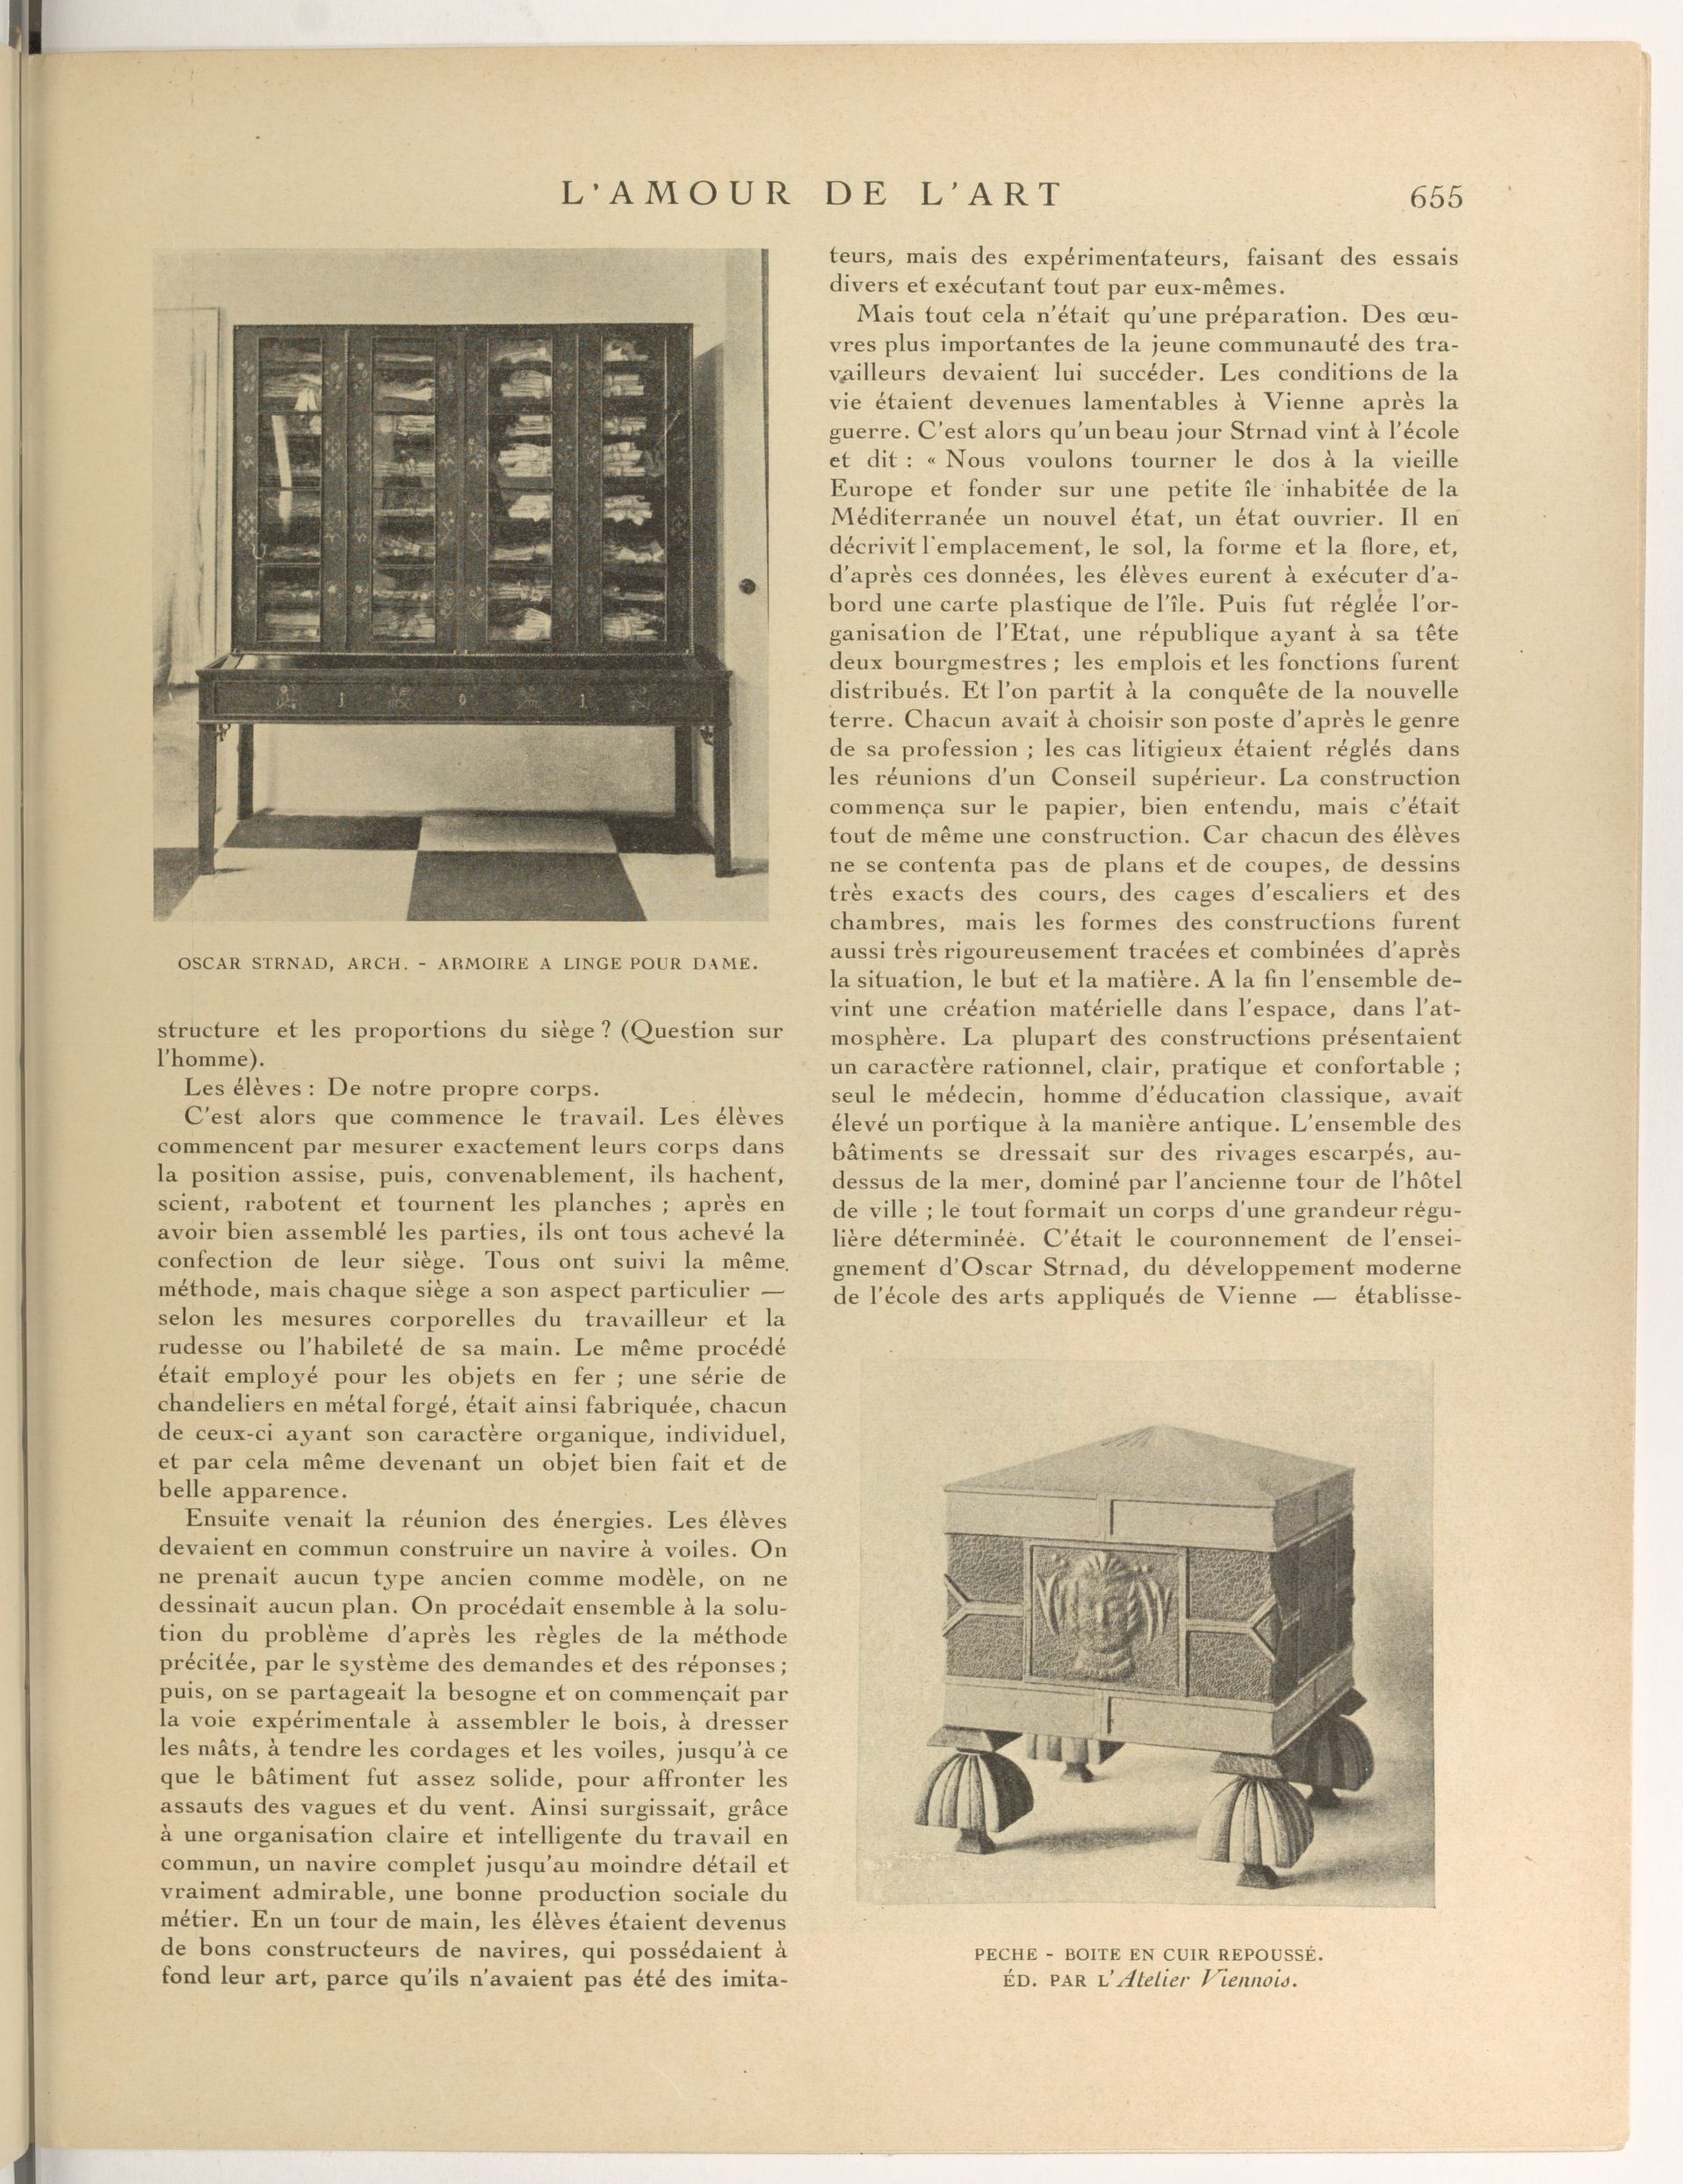 L'AMOUR DE L'ART
655
OSCAR STRNAD, ARCH. - ARMOIRE A LINGE POUR DAME.
structure et les proportions du siège ? (Question sur
l'homme).
Les élèves : De notre propre corps.
C'est alors que commence le travail. Les élèves
commencent par mesurer exactement leurs corps dans
la position assise, puis, convenablement, ils hachent,
scient, rabotent et tournent les planches ; après en
avoir bien assemblé les parties, ils ont tous achevé la
confection de leur siège. Tous ont suivi la même
méthode, mais chaque siège a son aspect particulier —
selon les mesures corporelles du travailleur et la
rudesse ou l'habileté de sa main. Le même procédé
était employé pour les objets en fer ; une série de
chandeliers en métal forgé, était ainsi fabriquée, chacun
de ceux-ci ayant son caractère organique, individuel,
et par cela même devenant un objet bien fait et de
belle apparence.
Ensuite venait la réunion des énergies. Les élèves
devaient en commun construire un navire à voiles. On
ne prenait aucun type ancien comme modèle, on ne
dessinait aucun plan. On procédait ensemble à la solu-
tion du problème d'après les règles de la méthode
précitée, par le système des demandes et des réponses ;
puis, on se partageait la besogne et on commençait par
la voie expérimentale à assembler le bois, à dresser
les mâts, à tendre les cordages et les voiles, jusqu'à ce
que le bâtiment fut assez solide, pour affronter les
assauts des vagues et du vent. Ainsi surgissait, grâce
à une organisation claire et intelligente du travail en
commun, un navire complet jusqu'au moindre détail et
vraiment admirable, une bonne production sociale du
métier. En un tour de main, les élèves étaient devenus
de bons constructeurs de navires, qui possédaient à
fond leur art, parce qu'ils n'avaient pas été des imita-
teurs, mais des expérimentateurs, faisant des essais
divers et exécutant tout par eux-mêmes.
Mais tout cela n'était qu'une préparation. Des œu-
vres plus importantes de la jeune communauté des tra-
vailleurs devaient lui succéder. Les conditions de la
vie étaient devenues lamentables à Vienne après la
guerre. C'est alors qu'un beau jour Strnad vint à l'école
et dit : « Nous voulons tourner le dos à la vieille
Europe et fonder sur une petite île inhabitée de la
Méditerranée un nouvel état, un état ouvrier. Il en
décrivit l'emplacement, le sol, la forme et la flore, et,
d'après ces données, les élèves eurent à exécuter d'a-
bord une carte plastique de l'île. Puis fut réglée l'or-
ganisation de l'Etat, une république ayant à sa tête
deux bourgmestres ; les emplois et les fonctions furent
distribués. Et l'on partit à la conquête de la nouvelle
terre. Chacun avait à choisir son poste d'après le genre
de sa profession ; les cas litigieux étaient réglés dans
les réunions d'un Conseil supérieur. La construction
commença sur le papier, bien entendu, mais c'était
tout de même une construction. Car chacun des élèves
ne se contenta pas de plans et de coupes, de dessins
très exacts des cours, des cages d'escaliers et des
chambres, mais les formes des constructions furent
aussi très rigoureusement tracées et combinées d'après
la situation, le but et la matière. A la fin l'ensemble de-
vint une création matérielle dans l'espace, dans l'at-
mosphère. La plupart des constructions présentaient
un caractère rationnel, clair, pratique et confortable ;
seul le médecin, homme d'éducation classique, avait
élevé un portique à la manière antique. L'ensemble des
bâtiments se dressait sur des rivages escarpés, au-
dessus de la mer, dominé par l'ancienne tour de l'hôtel
de ville ; le tout formait un corps d'une grandeur régu-
lière déterminée. C'était le couronnement de l'ensei-
gnement d'Oscar Strnad, du développement moderne
de l'école des arts appliqués de Vienne — établisse-
PECHE - BOITE EN CUIR REPOUSSÉ.
ÉD. PAR L'Atelier Viennois.